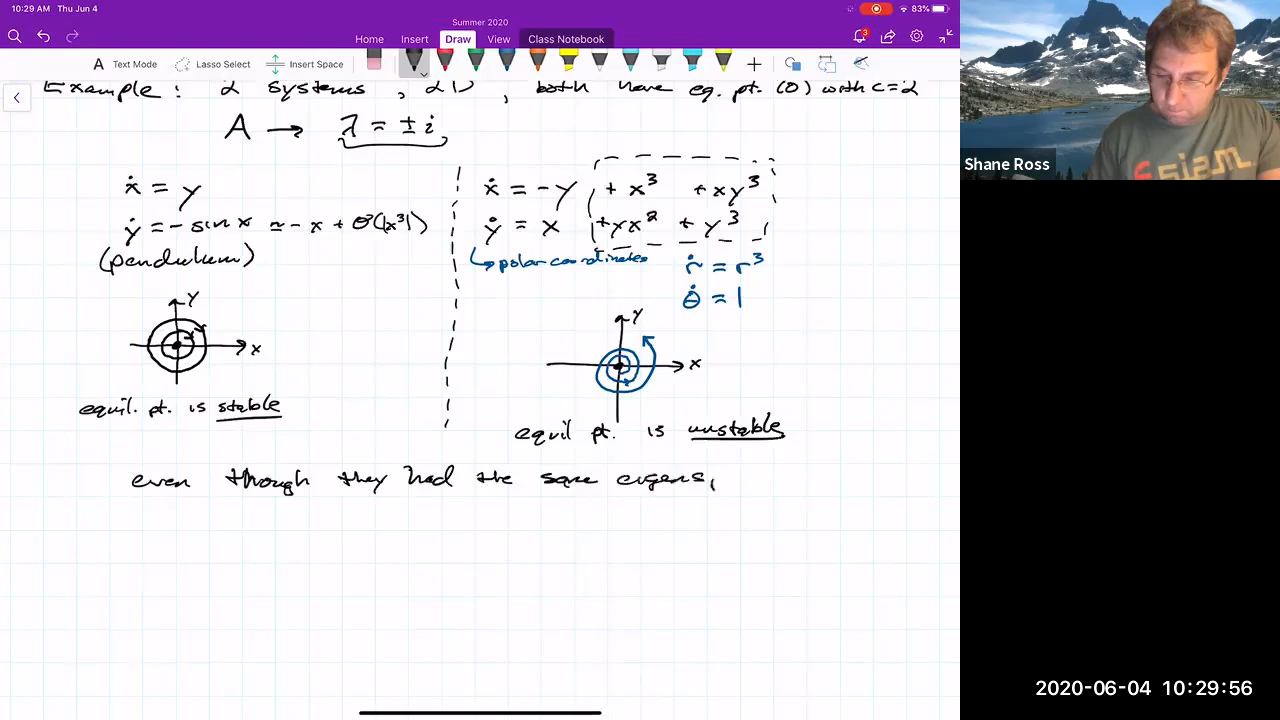 10:29 AM Thu Jun 4
83%
Summer 2020
Home Insert Draw View Class Notebook
3
A Text Mode Lasso Select Insert Space
Example: 2 systems, 2D, both have eq. pt. (0) with c=2
A → λ = ± i
ẋ = y
ẏ = - sin x ≃ - x + O(|x³|)
(pendulum)
y
x
equil. pt. is stable
ẋ = -y + x³ + xy³
ẏ = x + yx² + y³
↳ polar coordinates ṙ = r³
θ̇ = 1
y
x
equil pt. is unstable
even though they had the same eigens,
Shane Ross
siam
2020-06-04 10:29:56